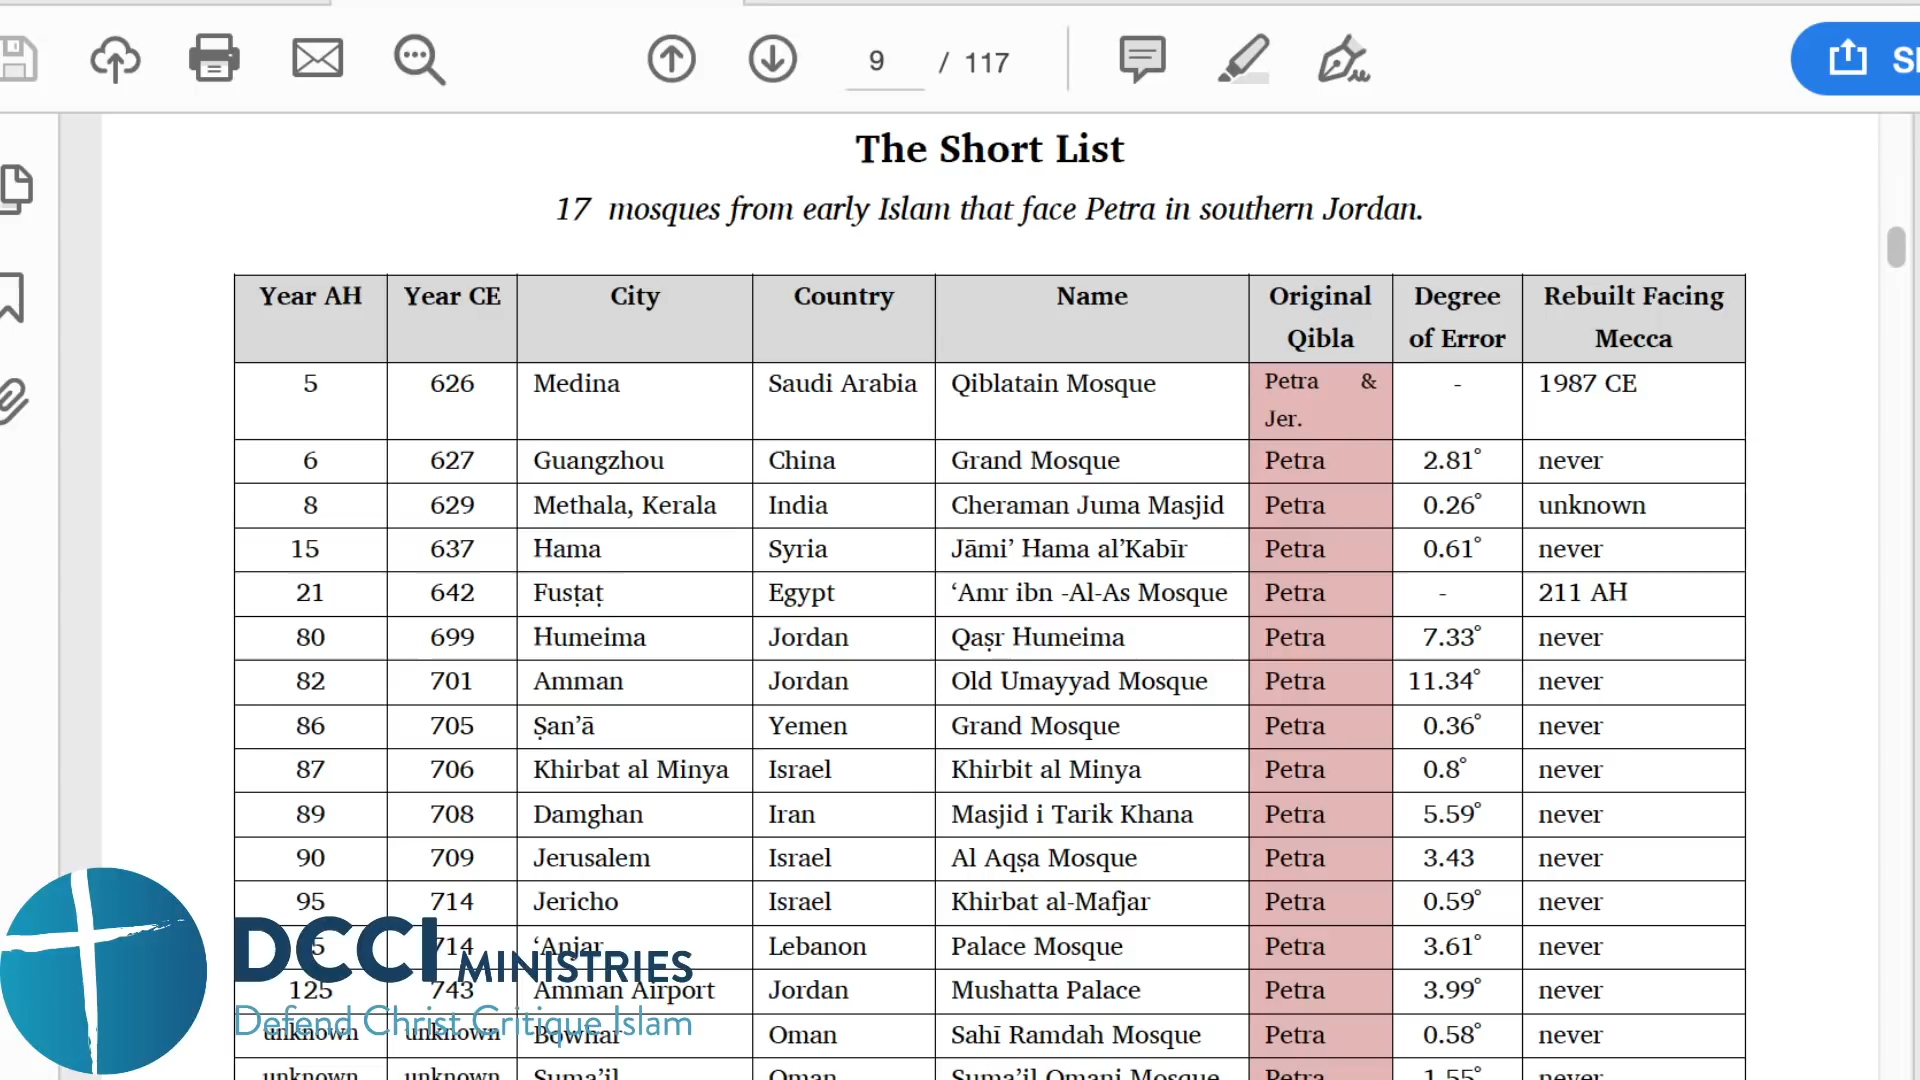 9 / 117
The Short List
17 mosques from early Islam that face Petra in southern Jordan.
Year AH Year CE City Country Name Original Qibla Degree of Error Rebuilt Facing Mecca
5 626 Medina Saudi Arabia Qiblatain Mosque Petra & Jer. - 1987 CE
6 627 Guangzhou China Grand Mosque Petra 2.81° never
8 629 Methala, Kerala India Cheraman Juma Masjid Petra 0.26° unknown
15 637 Hama Syria Jāmi’ Hama al’Kabīr Petra 0.61° never
21 642 Fusṭaṭ Egypt ‘Amr ibn -Al-As Mosque Petra - 211 AH
80 699 Humeima Jordan Qaṣr Humeima Petra 7.33° never
82 701 Amman Jordan Old Umayyad Mosque Petra 11.34° never
86 705 Ṣan’ā Yemen Grand Mosque Petra 0.36° never
87 706 Khirbat al Minya Israel Khirbit al Minya Petra 0.8° never
89 708 Damghan Iran Masjid i Tarik Khana Petra 5.59° never
90 709 Jerusalem Israel Al Aqṣa Mosque Petra 3.43 never
95 714 Jericho Israel Khirbat al-Mafjar Petra 0.59° never
714 ‘Anjar Lebanon Palace Mosque Petra 3.61° never
125 743 Amman Airport Jordan Mushatta Palace Petra 3.99° never
unknown unknown Bowhar Oman Sahī Ramdah Mosque Petra 0.58° never
unknown unknown Suma’il Oman Suma’il Omani Mosque Petra 1.55° never
DCCI MINISTRIES
Defend Christ Critique Islam